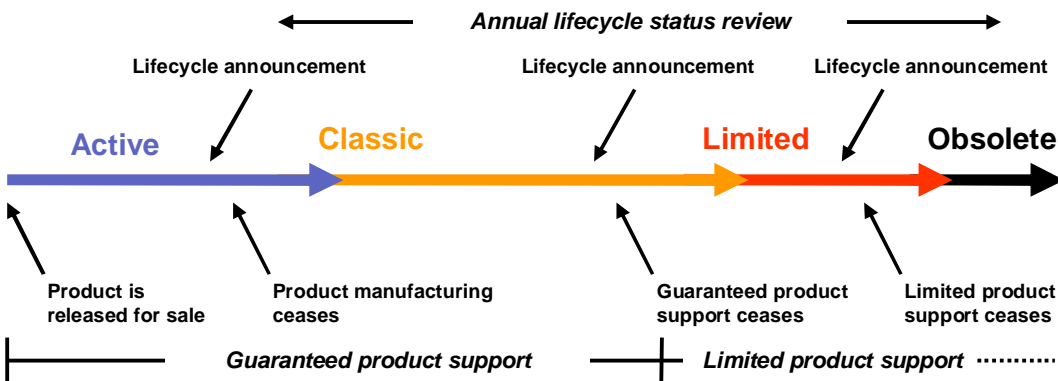 Annual lifecycle status review
Lifecycle announcement
Lifecycle announcement
Lifecycle announcement
Active
Classic
Limited
Obsolete
Product is
released for sale
Product manufacturing
ceases
Guaranteed product
support ceases
Limited product
support ceases
Guaranteed product support
Limited product support